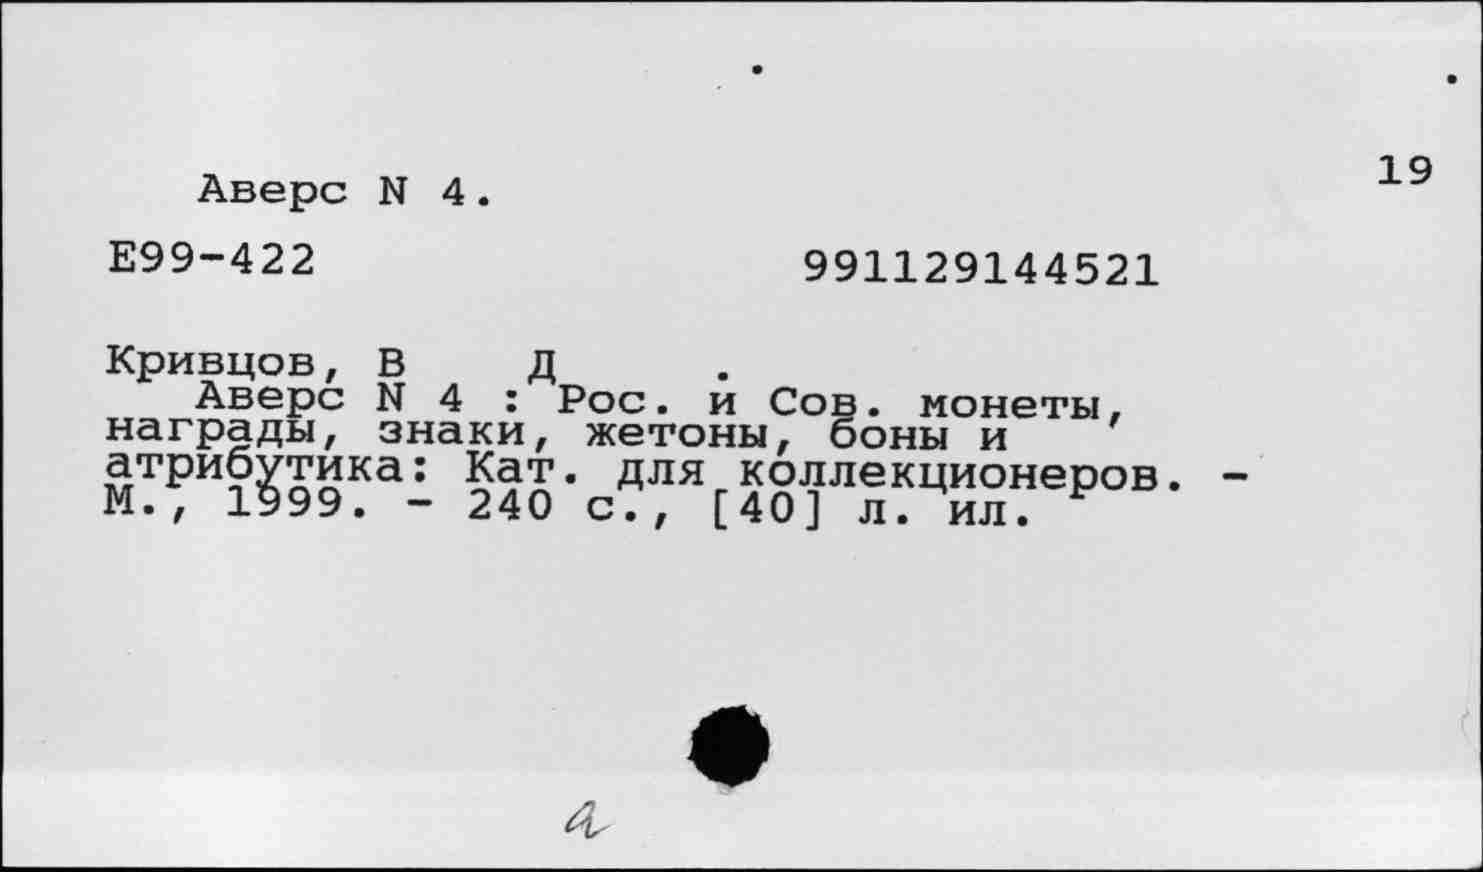 19
Аверс N 4.
Е99-422 991129144521
Кривцов, В Д .
Аверс N 4 : Рос. и Сов. монеты,
награды, знаки, жетоны, боны и
атрибутика: Кат. для коллекционеров. -
М., 1999. - 240 с., [40] л. ил.